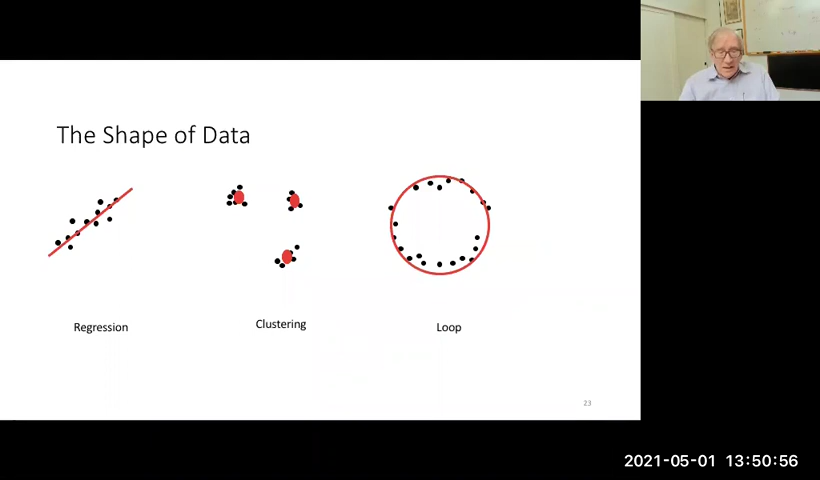 The Shape of Data
Regression
Clustering
Loop
23
2021-05-01 13:50:56